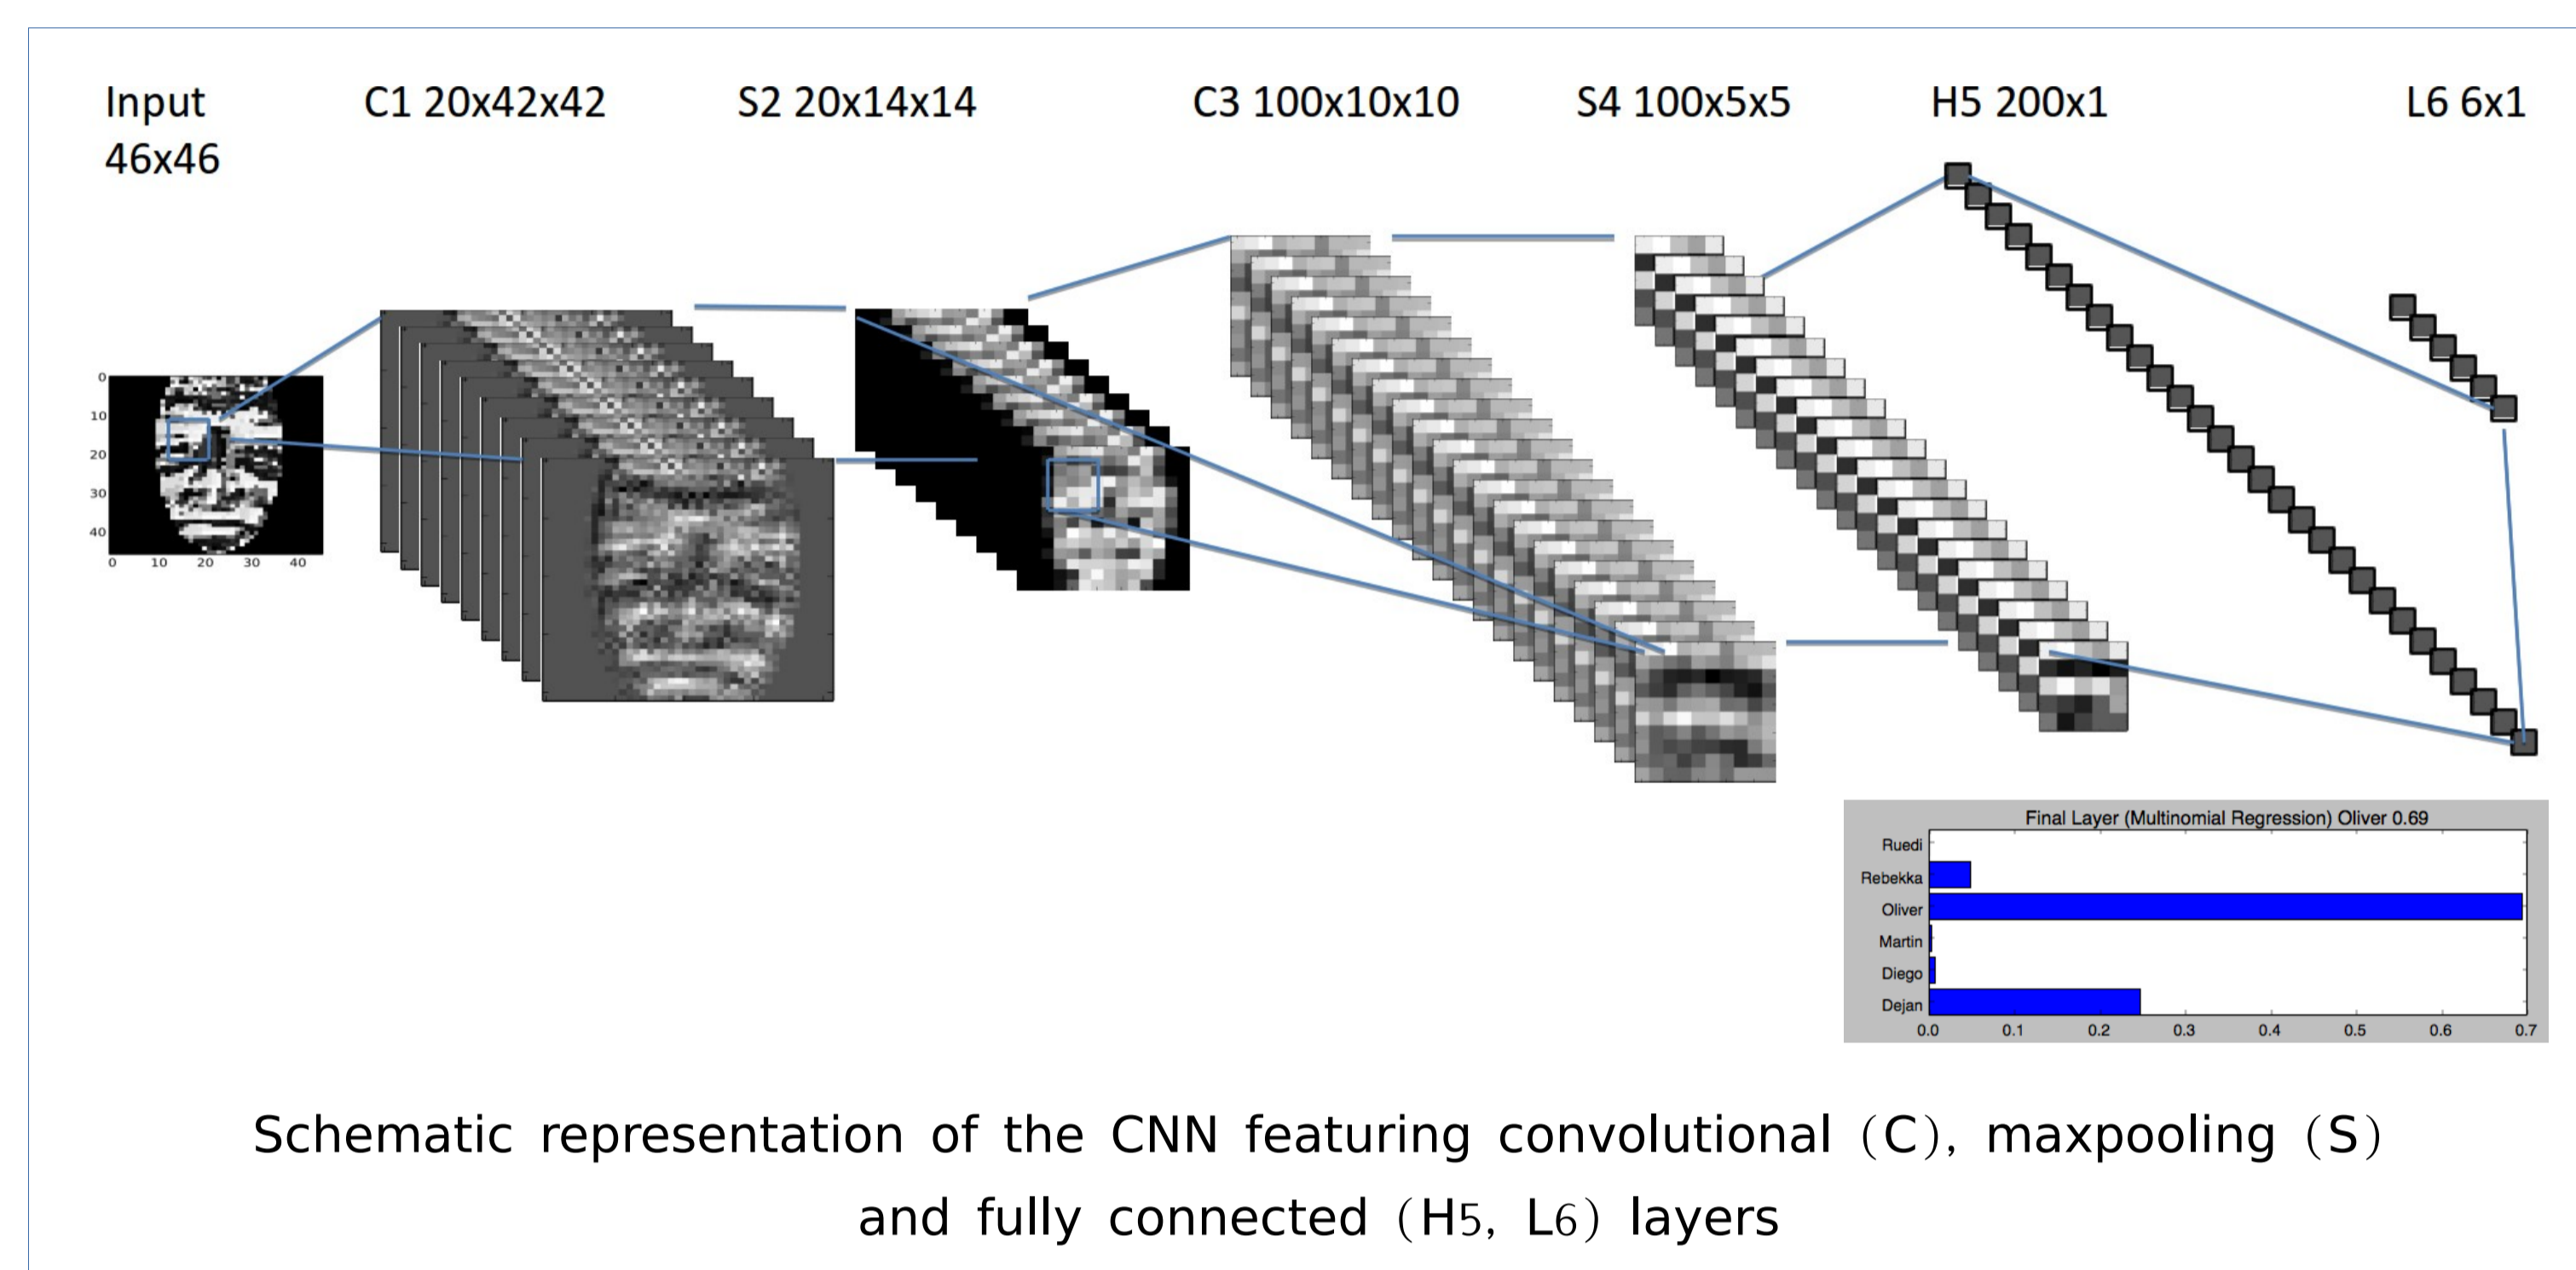 Input
46x46
C1 20x42x42
S2 20x14x14
C3 100x10x10
S4 100x5x5
H5 200x1
L6 6x1
0
10
20
30
40
0 10 20 30 40
Final Layer (Multinomial Regression) Oliver 0.69
Ruedi
Rebekka
Oliver
Martin
Diego
Dejan
0.0 0.1 0.2 0.3 0.4 0.5 0.6 0.7
Schematic representation of the CNN featuring convolutional (C), maxpooling (S)
and fully connected (H5, L6) layers